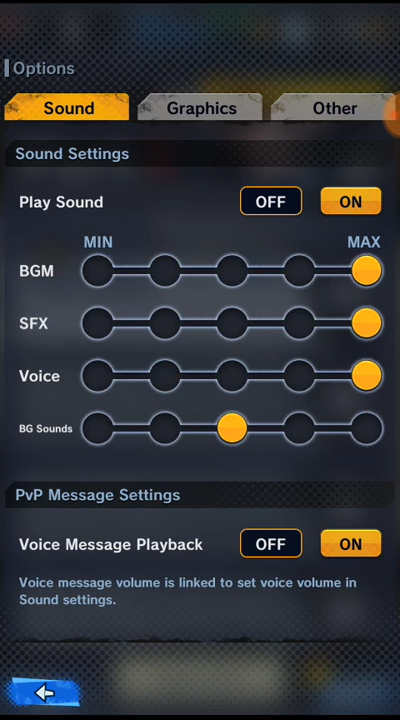 Options
Sound Graphics Other
Sound Settings
Play Sound OFF ON
MIN MAX
BGM
SFX
Voice
BG Sounds
PvP Message Settings
Voice Message Playback OFF ON
Voice message volume is linked to set voice volume in
Sound settings.